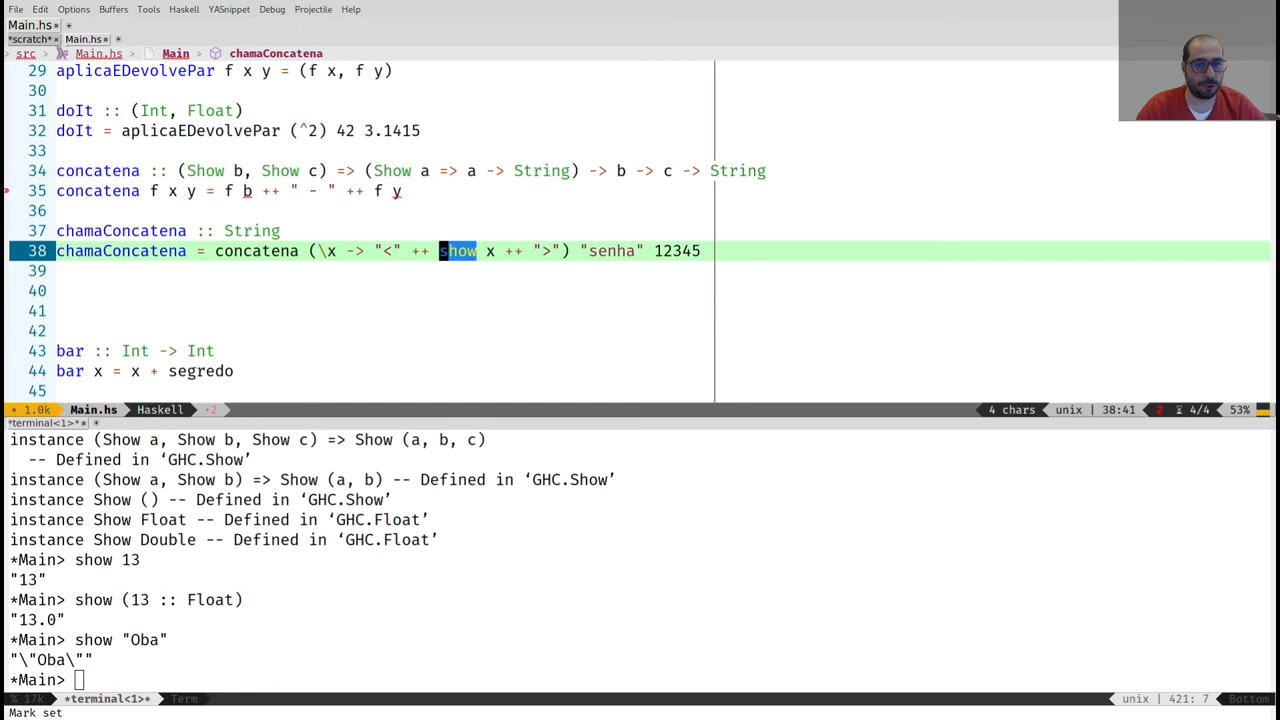 File Edit Options Buffers Tools Haskell YASnippet Debug Projectile Help
Main.hs× +
*scratch*× Main.hs× +
> src > Main.hs > Main > chamaConcatena
29 aplicaEDevolvePar f x y = (f x, f y)
30
31 doIt :: (Int, Float)
32 doIt = aplicaEDevolvePar (^2) 42 3.1415
33
34 concatena :: (Show b, Show c) => (Show a => a -> String) -> b -> c -> String
35 concatena f x y = f b ++ " - " ++ f y
36
37 chamaConcatena :: String
38 chamaConcatena = concatena (\x -> "<" ++ show x ++ ">") "senha" 12345
39
40
41
42
43 bar :: Int -> Int
44 bar x = x + segredo
45
* 1.0k Main.hs Haskell ·2 4 chars unix | 38:41 2 4/4 53%
*terminal<1>*× +
instance (Show a, Show b, Show c) => Show (a, b, c)
-- Defined in ‘GHC.Show’
instance (Show a, Show b) => Show (a, b) -- Defined in ‘GHC.Show’
instance Show () -- Defined in ‘GHC.Show’
instance Show Float -- Defined in ‘GHC.Float’
instance Show Double -- Defined in ‘GHC.Float’
*Main> show 13
"13"
*Main> show (13 :: Float)
"13.0"
*Main> show "Oba"
"\"Oba\""
*Main>
% 17k *terminal<1>* Term unix | 421: 7 Bottom
Mark set